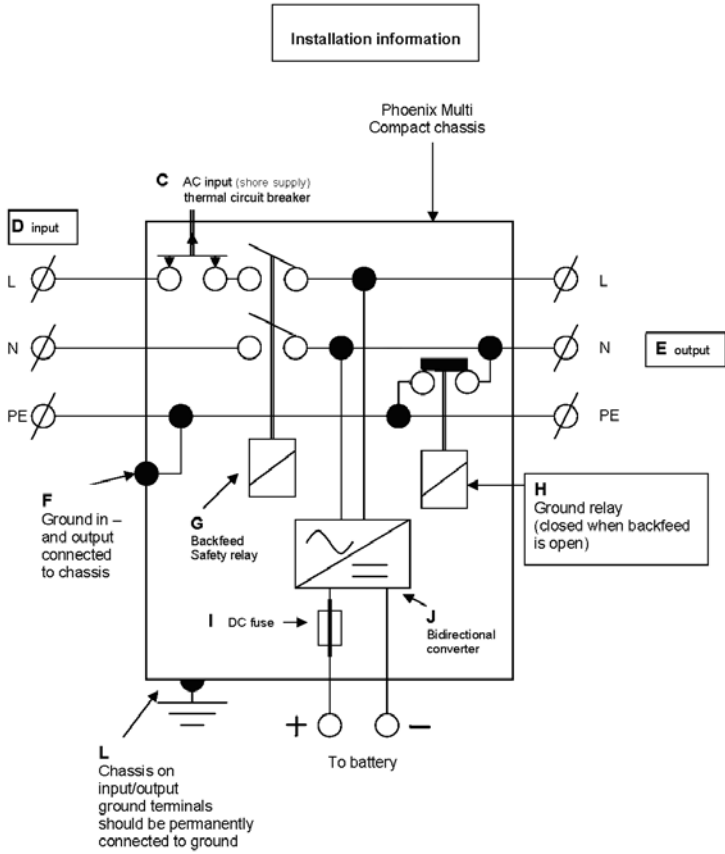 Installation information
Phoenix Multi
Compact chassis
C AC input (shore supply)
thermal circuit breaker
D input
L
L
N
N
E output
PE
PE
F
Ground in –
and output
connected
to chassis
G
Backfeed
Safety relay
H
Ground relay
(closed when backfeed
is open)
I DC fuse
J
Bidirectional
converter
+
–
To battery
L
Chassis on
input/output
ground terminals
should be permanently
connected to ground